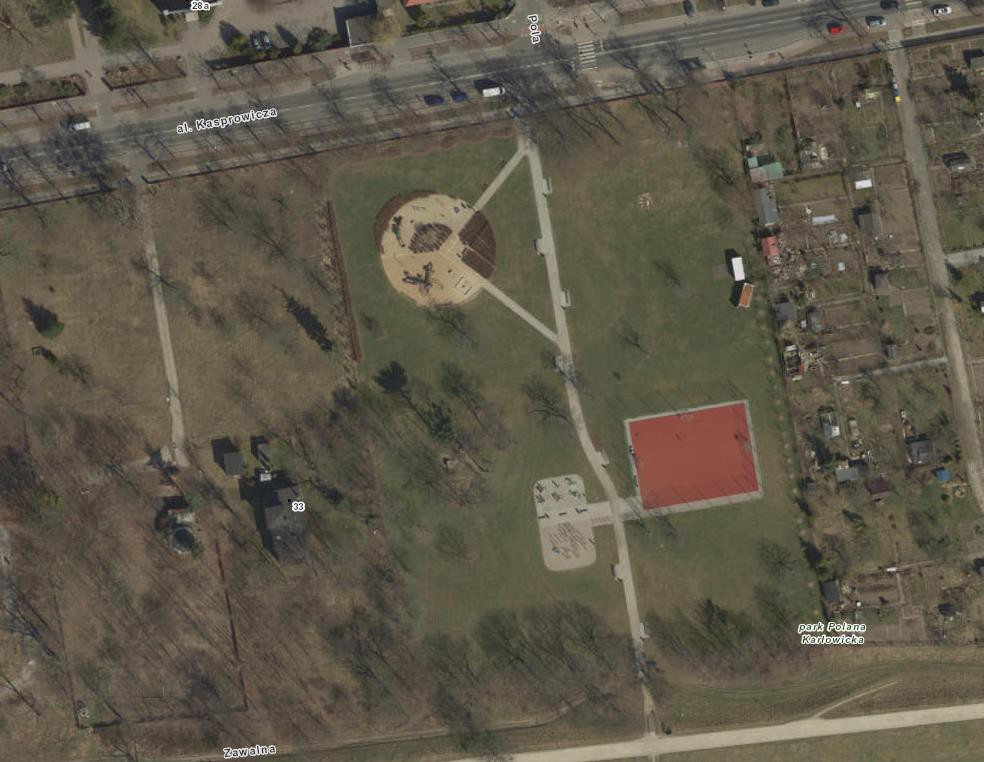 28a
Pola
al. Kasprowicza
33
park Polana
Karłowicka
Zawalna